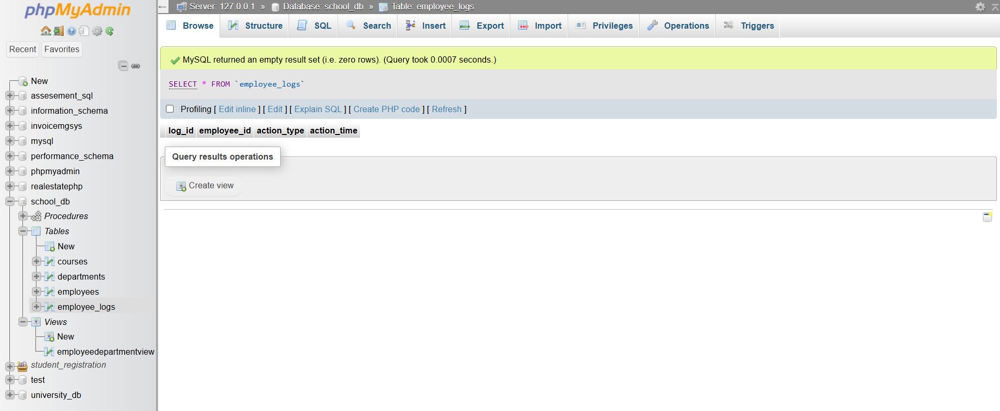 phpMyAdmin
Recent Favorites
New
assesement_sql
information_schema
invoicemgsys
mysql
performance_schema
phpmyadmin
realestatephp
school_db
Procedures
Tables
New
courses
departments
employees
employee_logs
Views
New
employeedepartmentview
student_registration
test
university_db
← Server: 127.0.0.1 » Database: school_db » Table: employee_logs
Browse Structure SQL Search Insert Export Import Privileges Operations Triggers
MySQL returned an empty result set (i.e. zero rows). (Query took 0.0007 seconds.)
SELECT * FROM `employee_logs`
Profiling [ Edit inline ] [ Edit ] [ Explain SQL ] [ Create PHP code ] [ Refresh ]
log_id employee_id action_type action_time
Query results operations
Create view